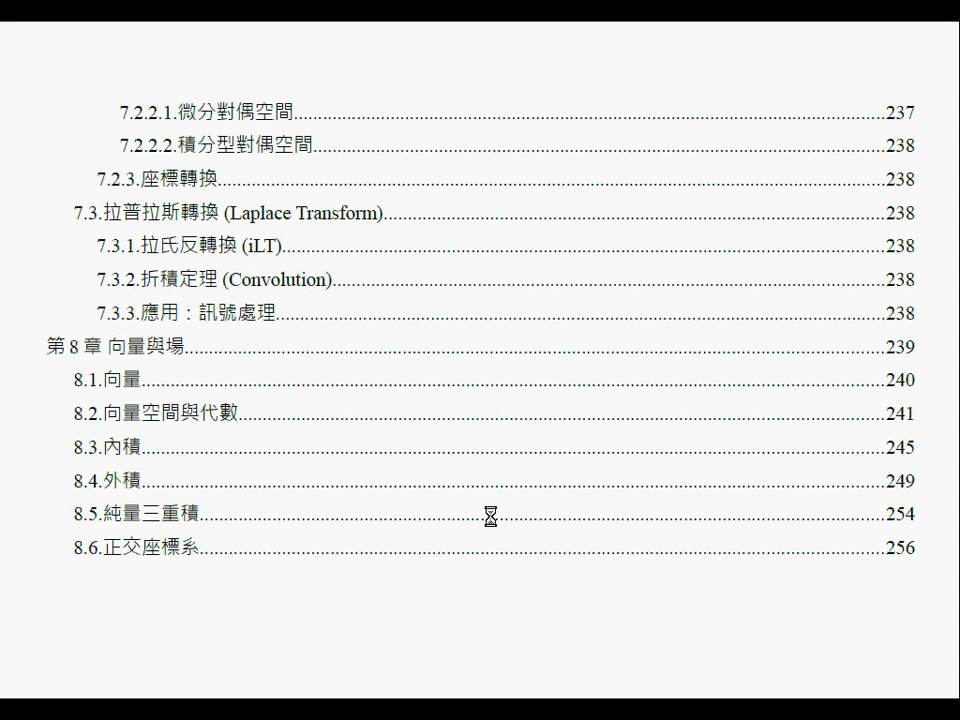 7.2.2.1.微分對偶空間....................237
7.2.2.2.積分型對偶空間....................238
7.2.3.座標轉換....................238
7.3.拉普拉斯轉換 (Laplace Transform)....................238
7.3.1.拉氏反轉換 (iLT)....................238
7.3.2.折積定理 (Convolution)....................238
7.3.3.應用：訊號處理....................238
第 8 章 向量與場....................239
8.1.向量....................240
8.2.向量空間與代數....................241
8.3.內積....................245
8.4.外積....................249
8.5.純量三重積....................254
8.6.正交座標系....................256